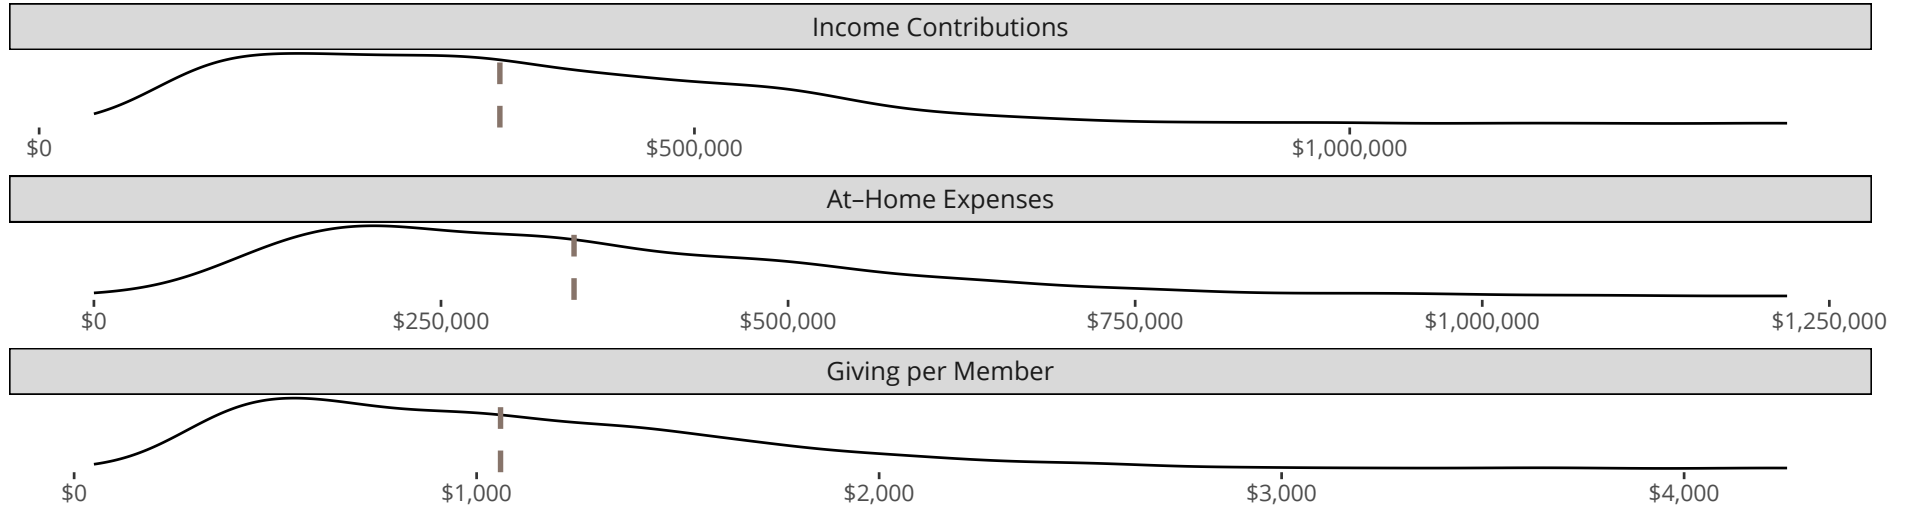 Income Contributions
$0 $500,000 $1,000,000
At–Home Expenses
$0 $250,000 $500,000 $750,000 $1,000,000 $1,250,000
Giving per Member
$0 $1,000 $2,000 $3,000 $4,000